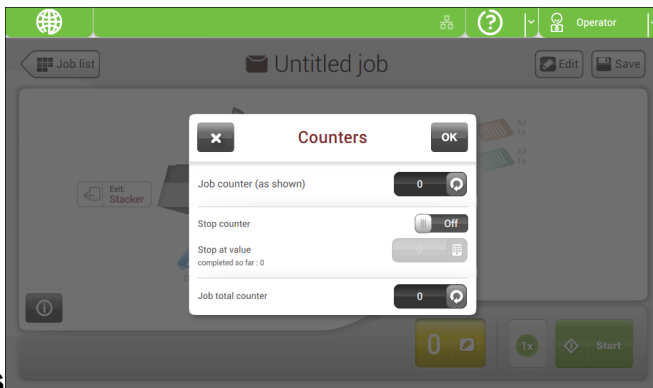 Operator
Job list
Untitled job
Edit
Save
Counters
OK
A4
1x
A4
1x
Job counter (as shown)
0
Exit:
Stacker
Stop counter
Off
Stop at value
0
completed so far : 0
Job total counter
0
0
1x
Start
s